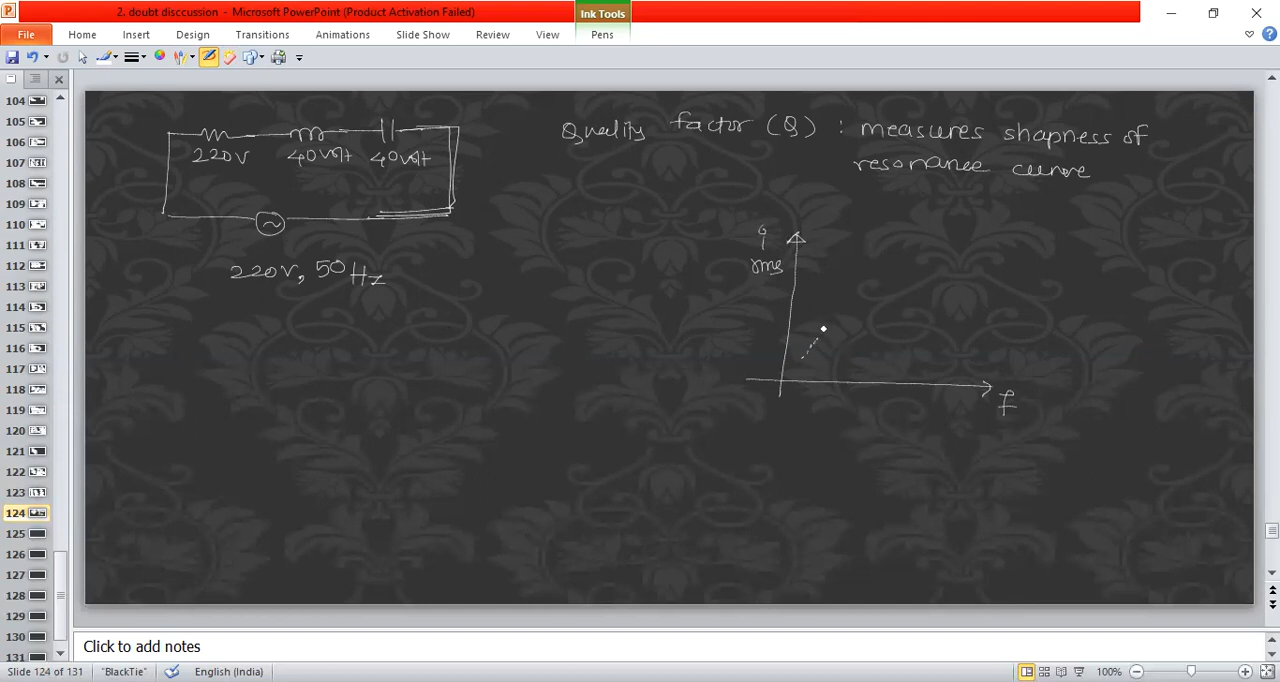 2. doubt disccussion - Microsoft PowerPoint (Product Activation Failed)
Ink Tools
File Home Insert Design Transitions Animations Slide Show Review View Pens
104
105
106
107
108
109
110
111
112
113
114
115
116
117
118
119
120
121
122
123
124
125
126
127
128
129
130
131
220V 40Volt 40Volt
220V, 50Hz
Quality factor (Q) : measures shapness of
resonance curve
i
rms
f
Click to add notes
Slide 124 of 131 "BlackTie" English (India) 100%